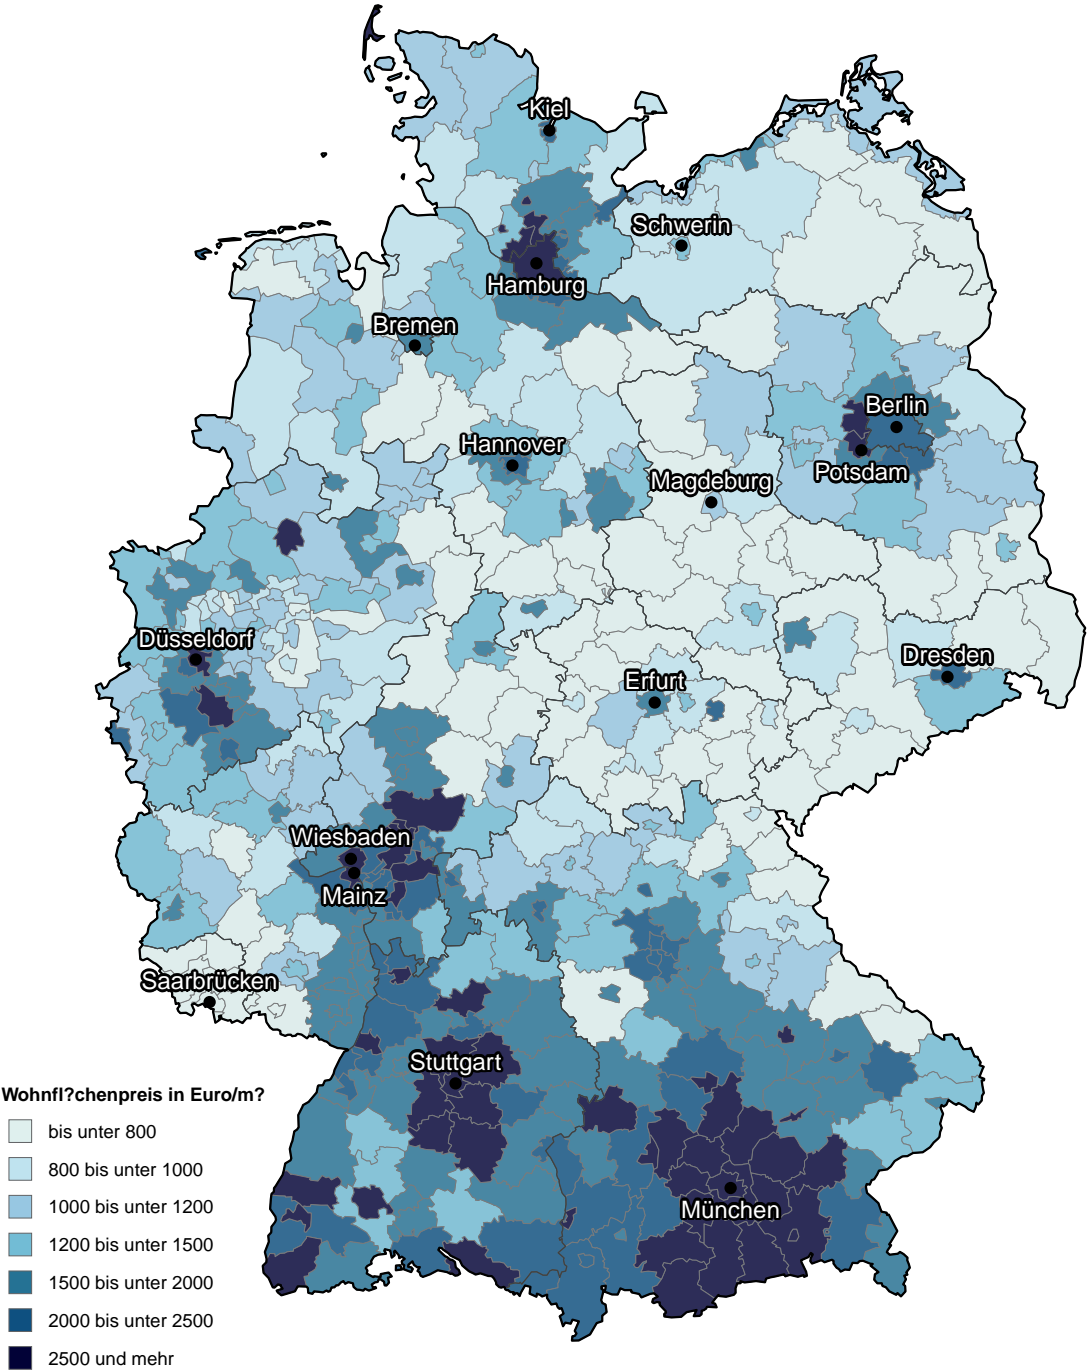 Kiel
Schwerin
Hamburg
Bremen
Berlin
Hannover
Potsdam
Magdeburg
Düsseldorf
Dresden
Erfurt
Wiesbaden
Mainz
Saarbrücken
Stuttgart
München
Wohnfl?chenpreis in Euro/m?
bis unter 800
800 bis unter 1000
1000 bis unter 1200
1200 bis unter 1500
1500 bis unter 2000
2000 bis unter 2500
2500 und mehr